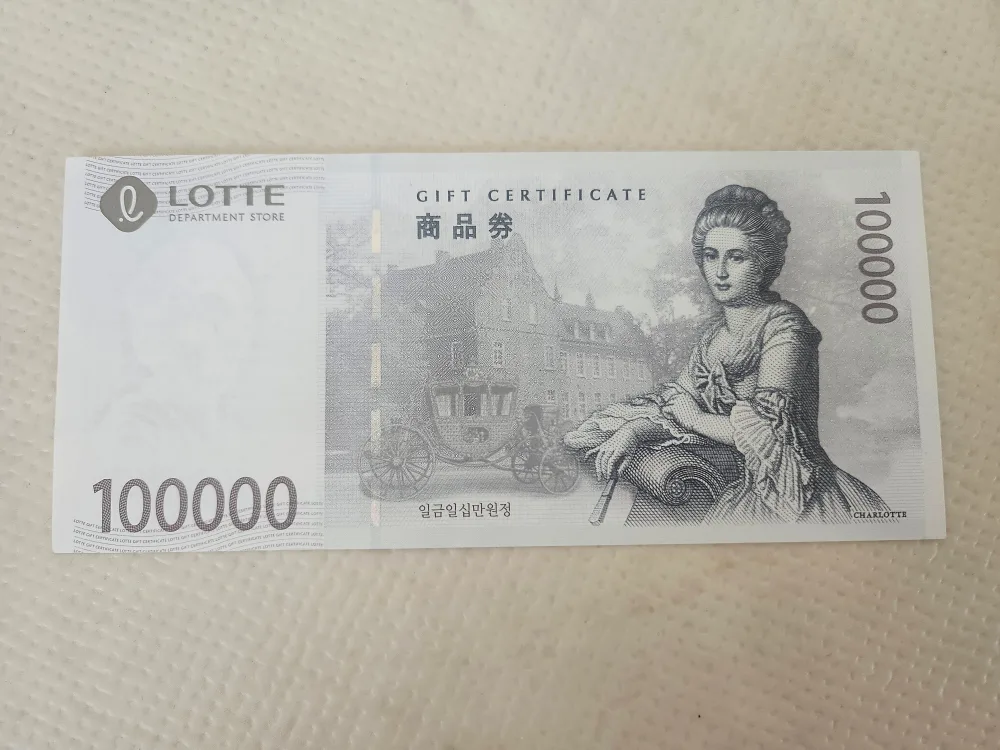 LOTTE
DEPARTMENT STORE
GIFT CERTIFICATE
商品券
100000
100000
일금일십만원정
CHARLOTTE